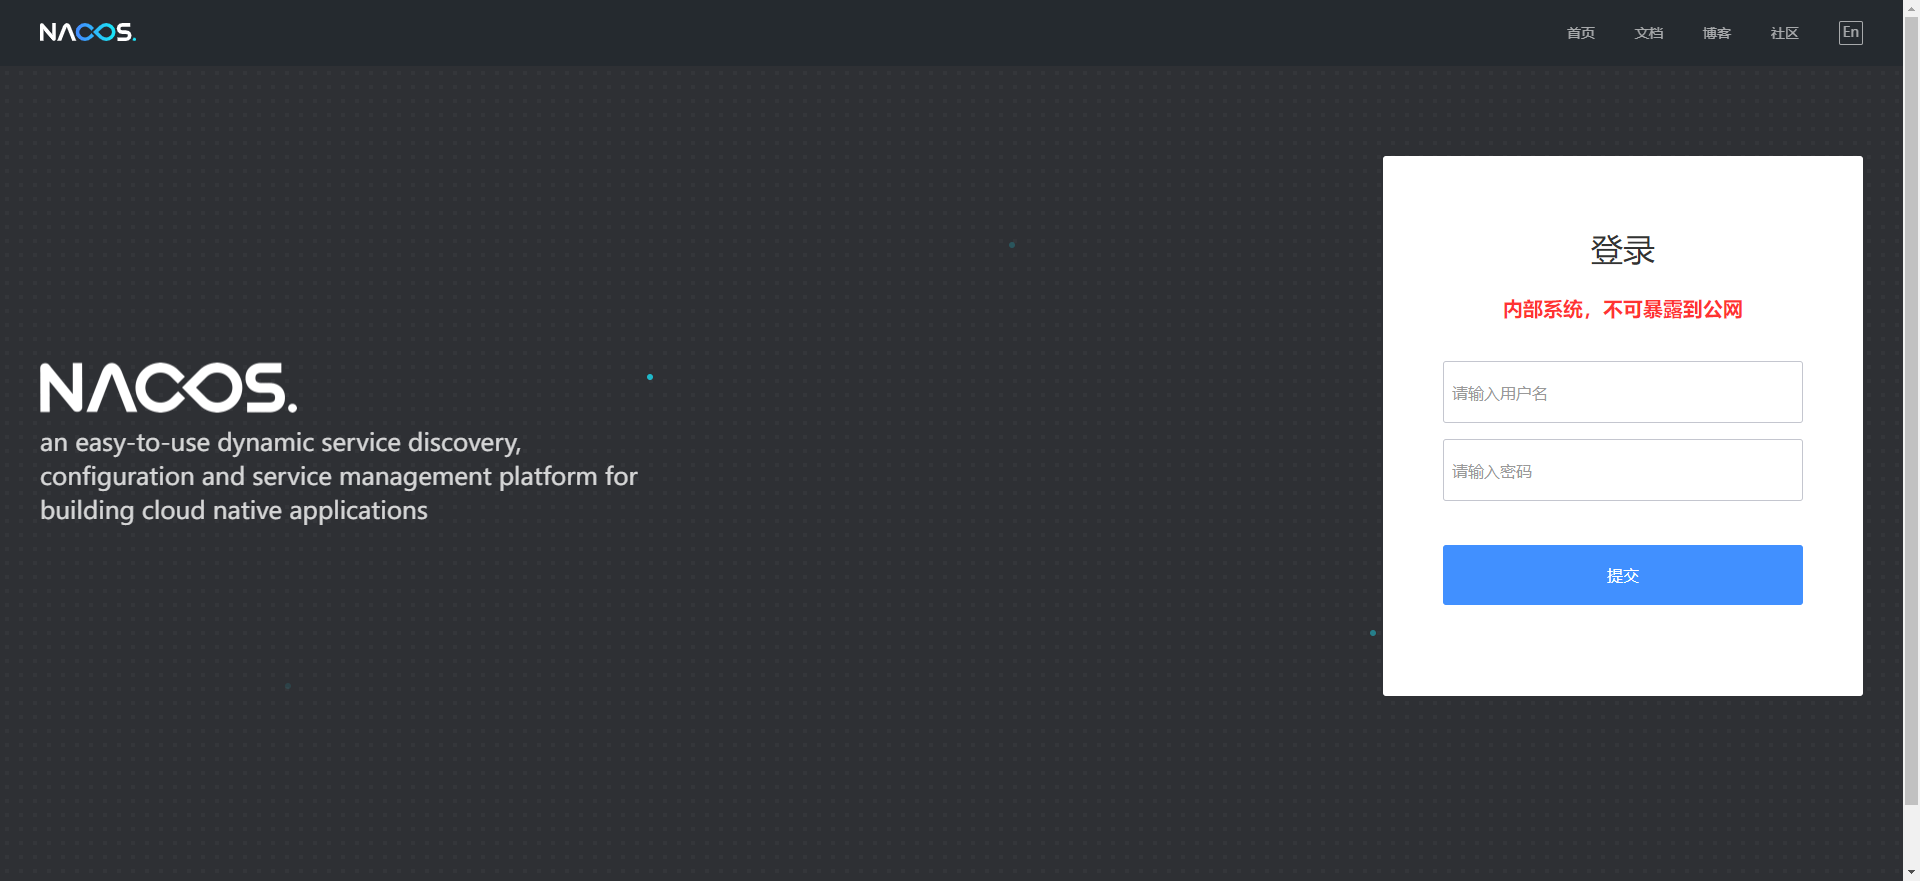 NACOS.
首页 文档 博客 社区 En
NACOS.
an easy-to-use dynamic service discovery,
configuration and service management platform for
building cloud native applications
登录
内部系统，不可暴露到公网
请输入用户名
请输入密码
提交